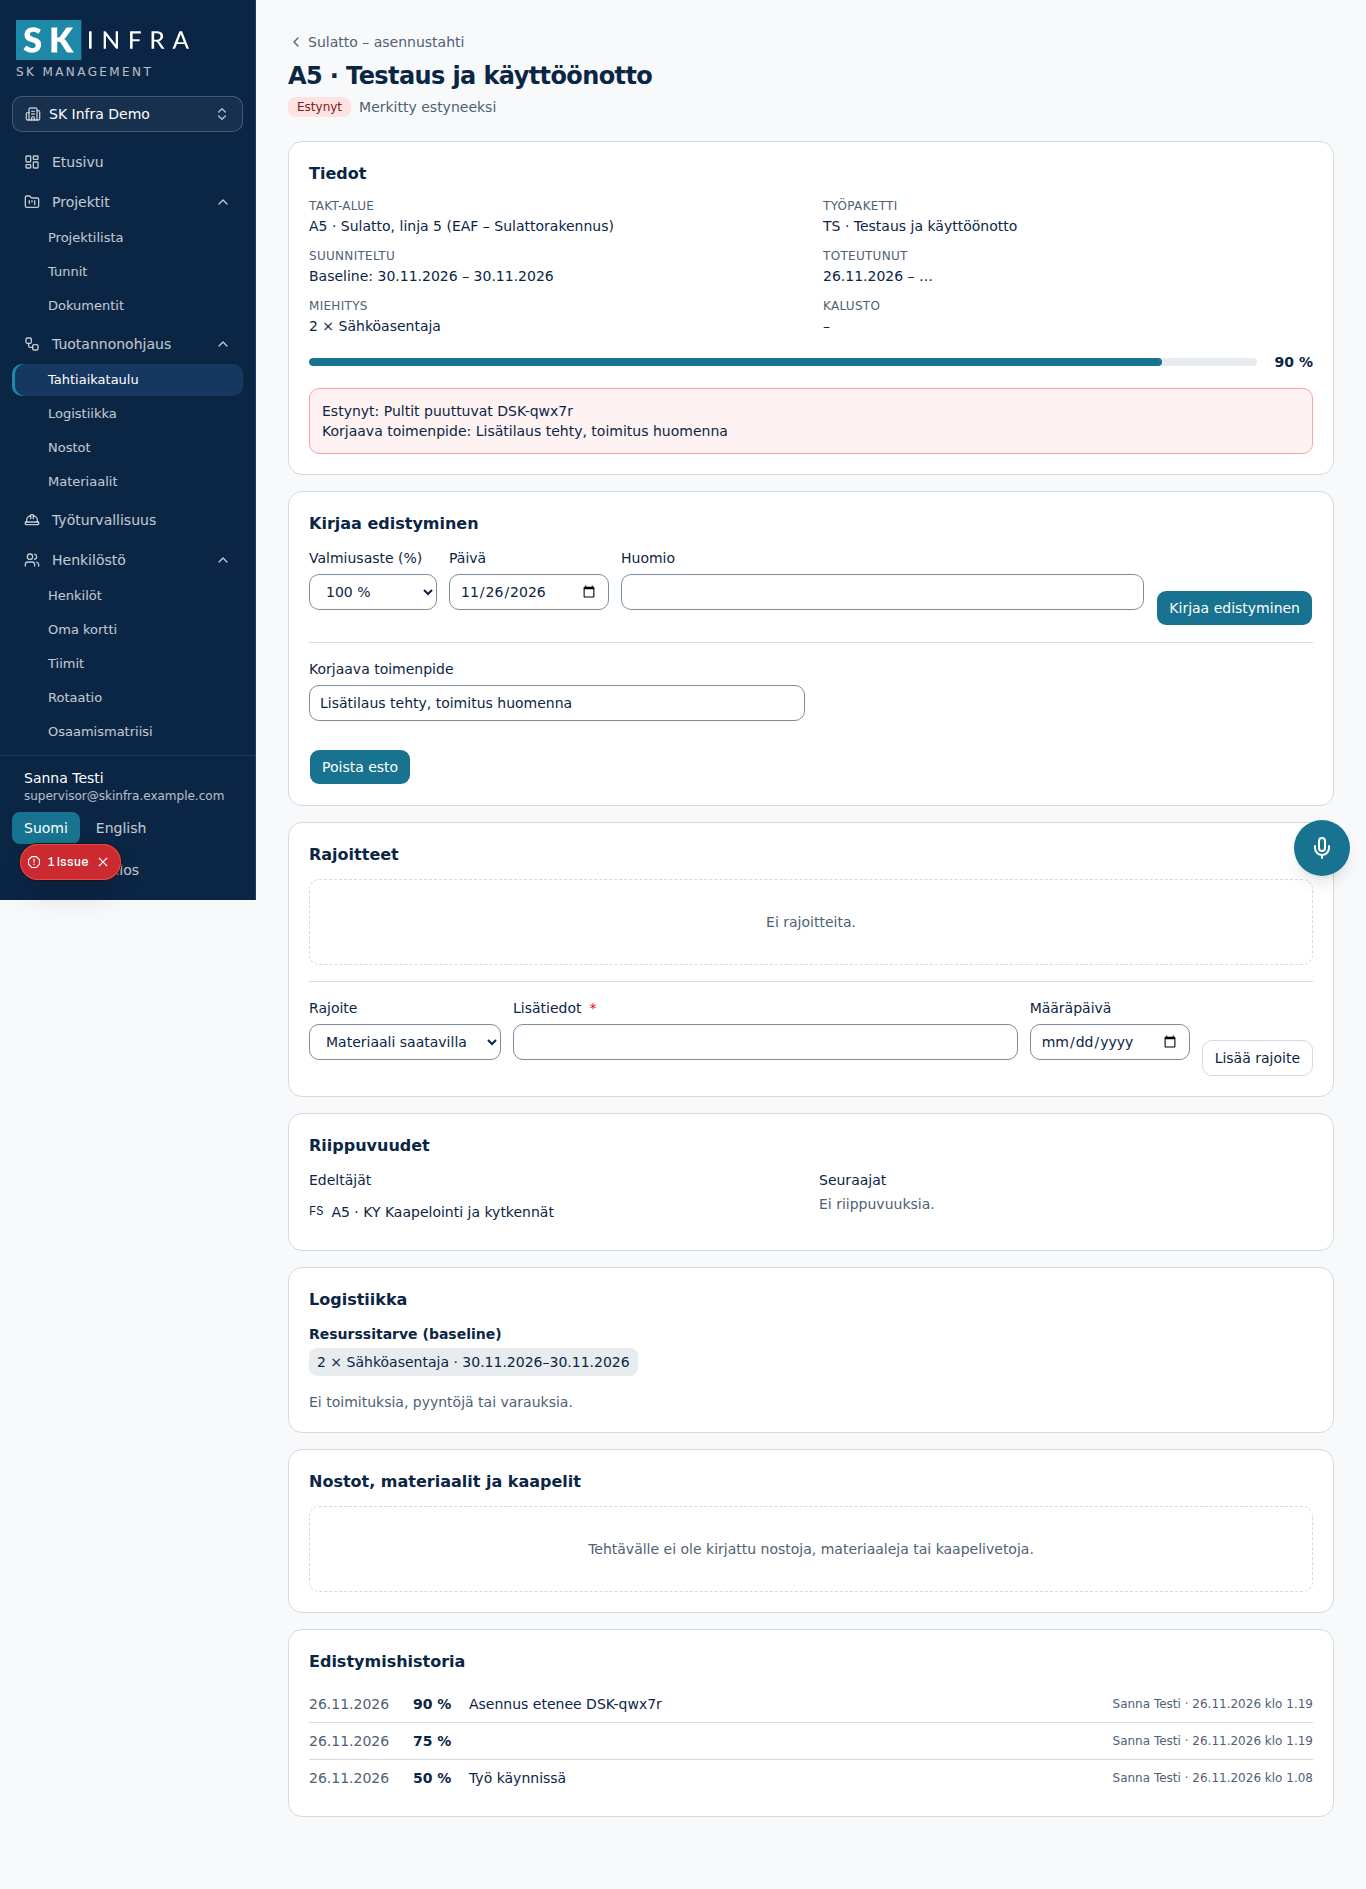 SK INFRA
SK MANAGEMENT
SK Infra Demo
Etusivu
Projektit
Projektilista
Tunnit
Dokumentit
Tuotannonohjaus
Tahtiaikataulu
Logistiikka
Nostot
Materiaalit
Työturvallisuus
Henkilöstö
Henkilöt
Oma kortti
Tiimit
Rotaatio
Osaamismatriisi
Sanna Testi
supervisor@skinfra.example.com
Suomi English
1 Issue
Sulatto – asennustahti
A5 · Testaus ja käyttöönotto
Estynyt Merkitty estyneeksi
Tiedot
TAKT-ALUE
A5 · Sulatto, linja 5 (EAF – Sulattorakennus)
TYÖPAKETTI
TS · Testaus ja käyttöönotto
SUUNNITELTU
Baseline: 30.11.2026 – 30.11.2026
TOTEUTUNUT
26.11.2026 – …
MIEHITYS
2 × Sähköasentaja
KALUSTO
–
90 %
Estynyt: Pultit puuttuvat DSK-qwx7r
Korjaava toimenpide: Lisätilaus tehty, toimitus huomenna
Kirjaa edistyminen
Valmiusaste (%) Päivä Huomio
100 % 11/26/2026
Kirjaa edistyminen
Korjaava toimenpide
Lisätilaus tehty, toimitus huomenna
Poista esto
Rajoitteet
Ei rajoitteita.
Rajoite Lisätiedot * Määräpäivä
Materiaali saatavilla mm/dd/yyyy
Lisää rajoite
Riippuvuudet
Edeltäjät
FS A5 · KY Kaapelointi ja kytkennät
Seuraajat
Ei riippuvuuksia.
Logistiikka
Resurssitarve (baseline)
2 × Sähköasentaja · 30.11.2026–30.11.2026
Ei toimituksia, pyyntöjä tai varauksia.
Nostot, materiaalit ja kaapelit
Tehtävälle ei ole kirjattu nostoja, materiaaleja tai kaapelivetoja.
Edistymishistoria
26.11.2026 90 % Asennus etenee DSK-qwx7r Sanna Testi · 26.11.2026 klo 1.19
26.11.2026 75 % Sanna Testi · 26.11.2026 klo 1.19
26.11.2026 50 % Työ käynnissä Sanna Testi · 26.11.2026 klo 1.08